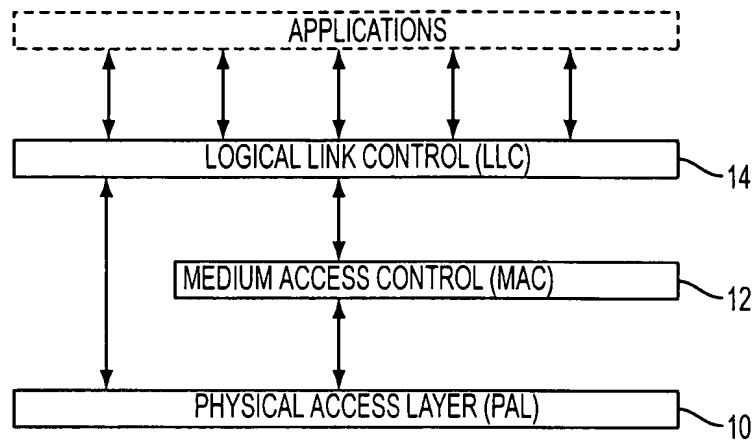 APPLICATIONS
LOGICAL LINK CONTROL (LLC)
14
MEDIUM ACCESS CONTROL (MAC)
12
PHYSICAL ACCESS LAYER (PAL)
10